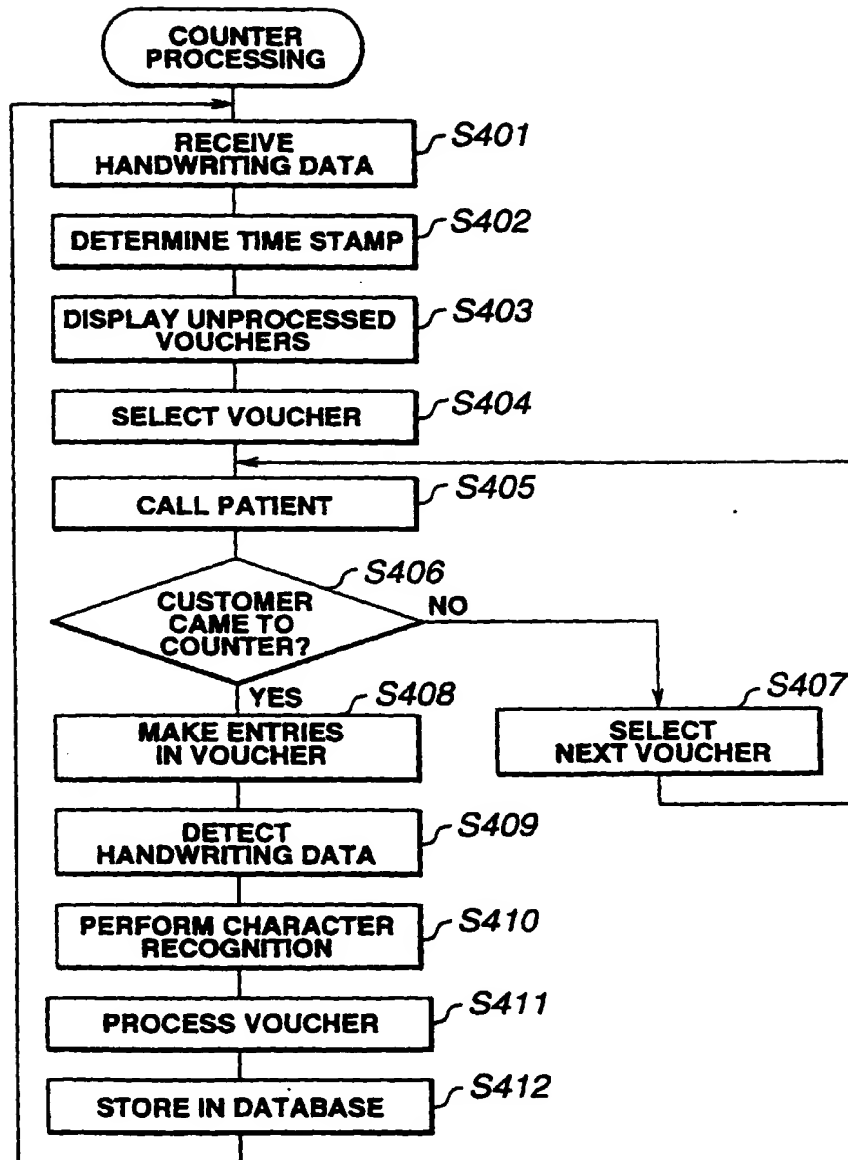 COUNTER
PROCESSING
RECEIVE
HANDWRITING DATA
S401
DETERMINE TIME STAMP
S402
DISPLAY UNPROCESSED
VOUCHERS
S403
SELECT VOUCHER
S404
CALL PATIENT
S405
CUSTOMER
CAME TO
COUNTER?
S406
NO
YES
SELECT
NEXT VOUCHER
S407
MAKE ENTRIES
IN VOUCHER
S408
DETECT
HANDWRITING DATA
S409
PERFORM CHARACTER
RECOGNITION
S410
PROCESS VOUCHER
S411
STORE IN DATABASE
S412